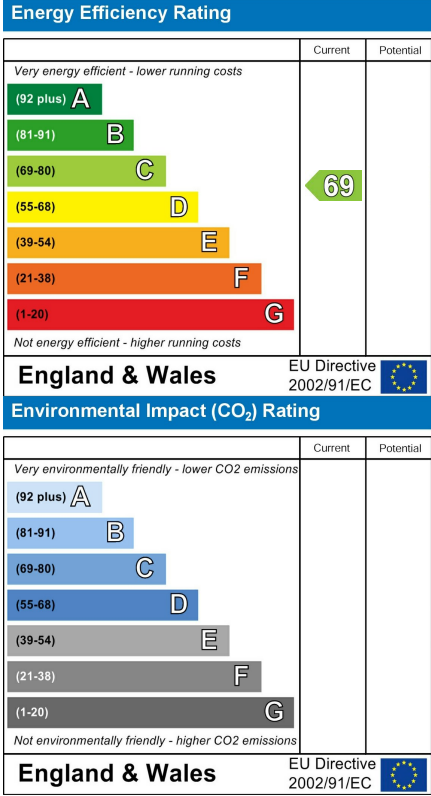 Energy Efficiency Rating
Current Potential
Very energy efficient - lower running costs
(92 plus) A
(81-91) B
(69-80) C
69
(55-68) D
(39-54) E
(21-38) F
(1-20) G
Not energy efficient - higher running costs
England & Wales
EU Directive
2002/91/EC
Environmental Impact (CO₂) Rating
Current Potential
Very environmentally friendly - lower CO2 emissions
(92 plus) A
(81-91) B
(69-80) C
(55-68) D
(39-54) E
(21-38) F
(1-20) G
Not environmentally friendly - higher CO2 emissions
England & Wales
EU Directive
2002/91/EC